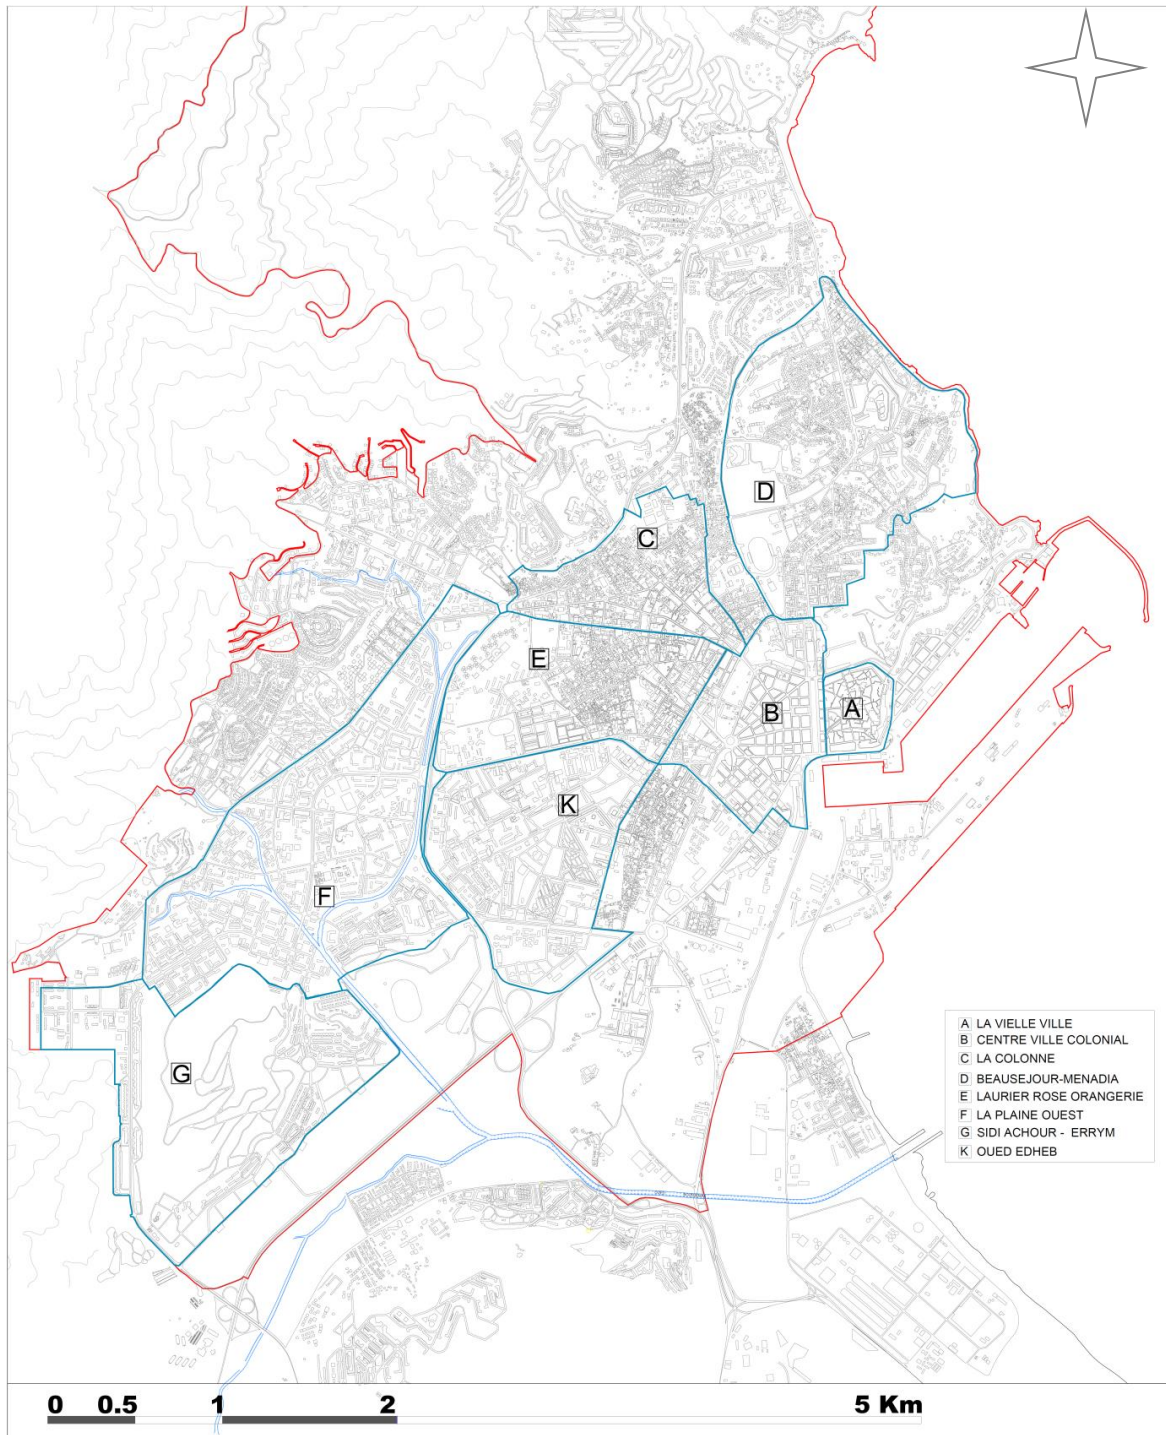 D
C
E
B
A
K
F
G
A LA VIELLE VILLE
B CENTRE VILLE COLONIAL
C LA COLONNE
D BEAUSEJOUR-MENADIA
E LAURIER ROSE ORANGERIE
F LA PLAINE OUEST
G SIDI ACHOUR - ERRYM
K OUED EDHEB
0 0.5 1 2 5 Km